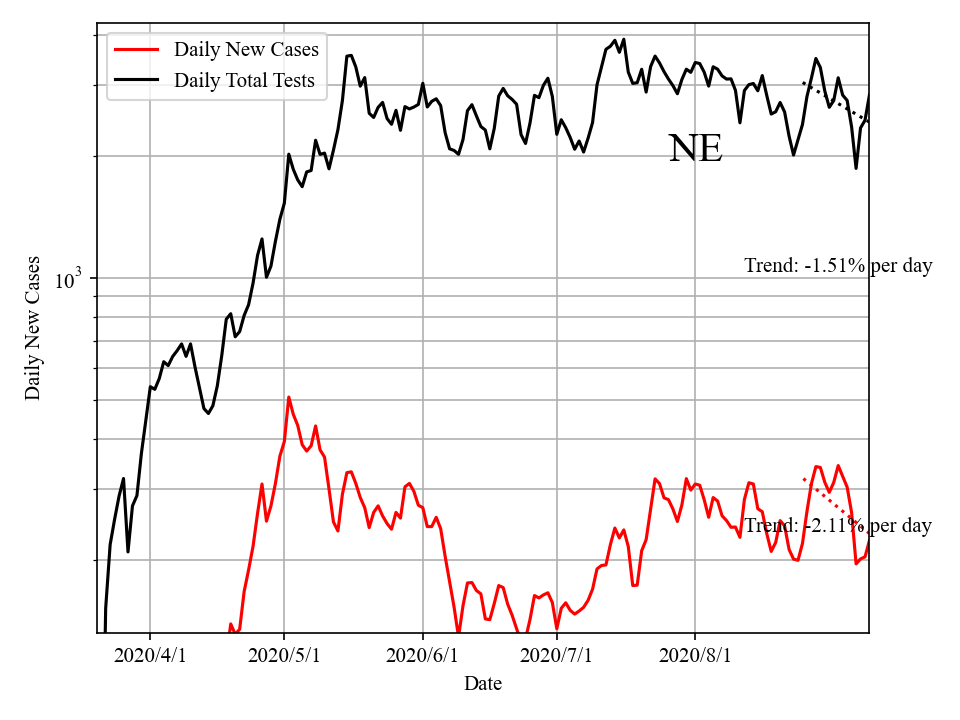 Daily New Cases
Daily Total Tests
NE
Trend: -1.51% per day
10³
Daily New Cases
Trend: -2.11% per day
2020/4/1 2020/5/1 2020/6/1 2020/7/1 2020/8/1
Date